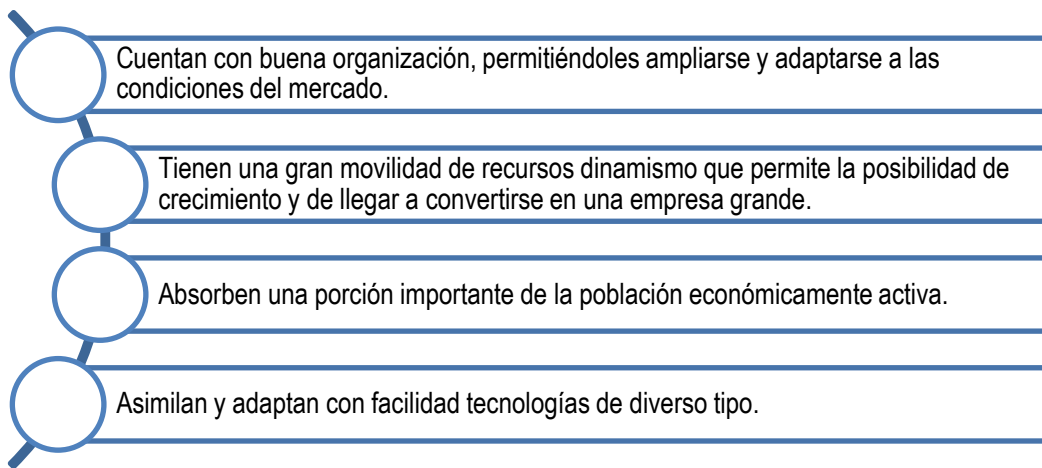 Cuentan con buena organización, permitiéndoles ampliarse y adaptarse a las
condiciones del mercado.
Tienen una gran movilidad de recursos dinamismo que permite la posibilidad de
crecimiento y de llegar a convertirse en una empresa grande.
Absorben una porción importante de la población económicamente activa.
Asimilan y adaptan con facilidad tecnologías de diverso tipo.